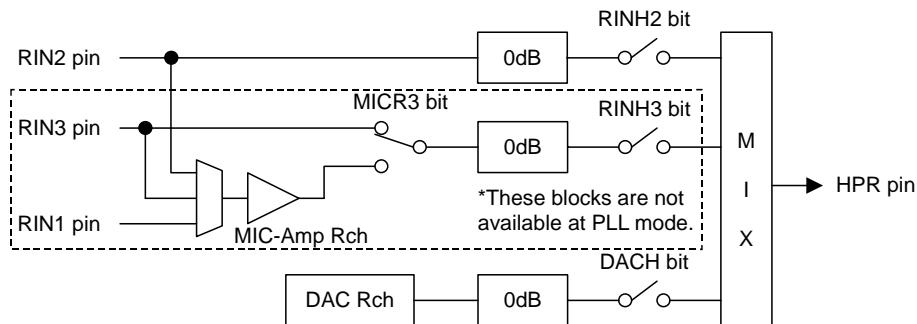 RINH2 bit
RIN2 pin
0dB
MICR3 bit
RINH3 bit
RIN3 pin
0dB
M
I
X
HPR pin
*These blocks are not
available at PLL mode.
RIN1 pin
MIC-Amp Rch
DACH bit
DAC Rch
0dB